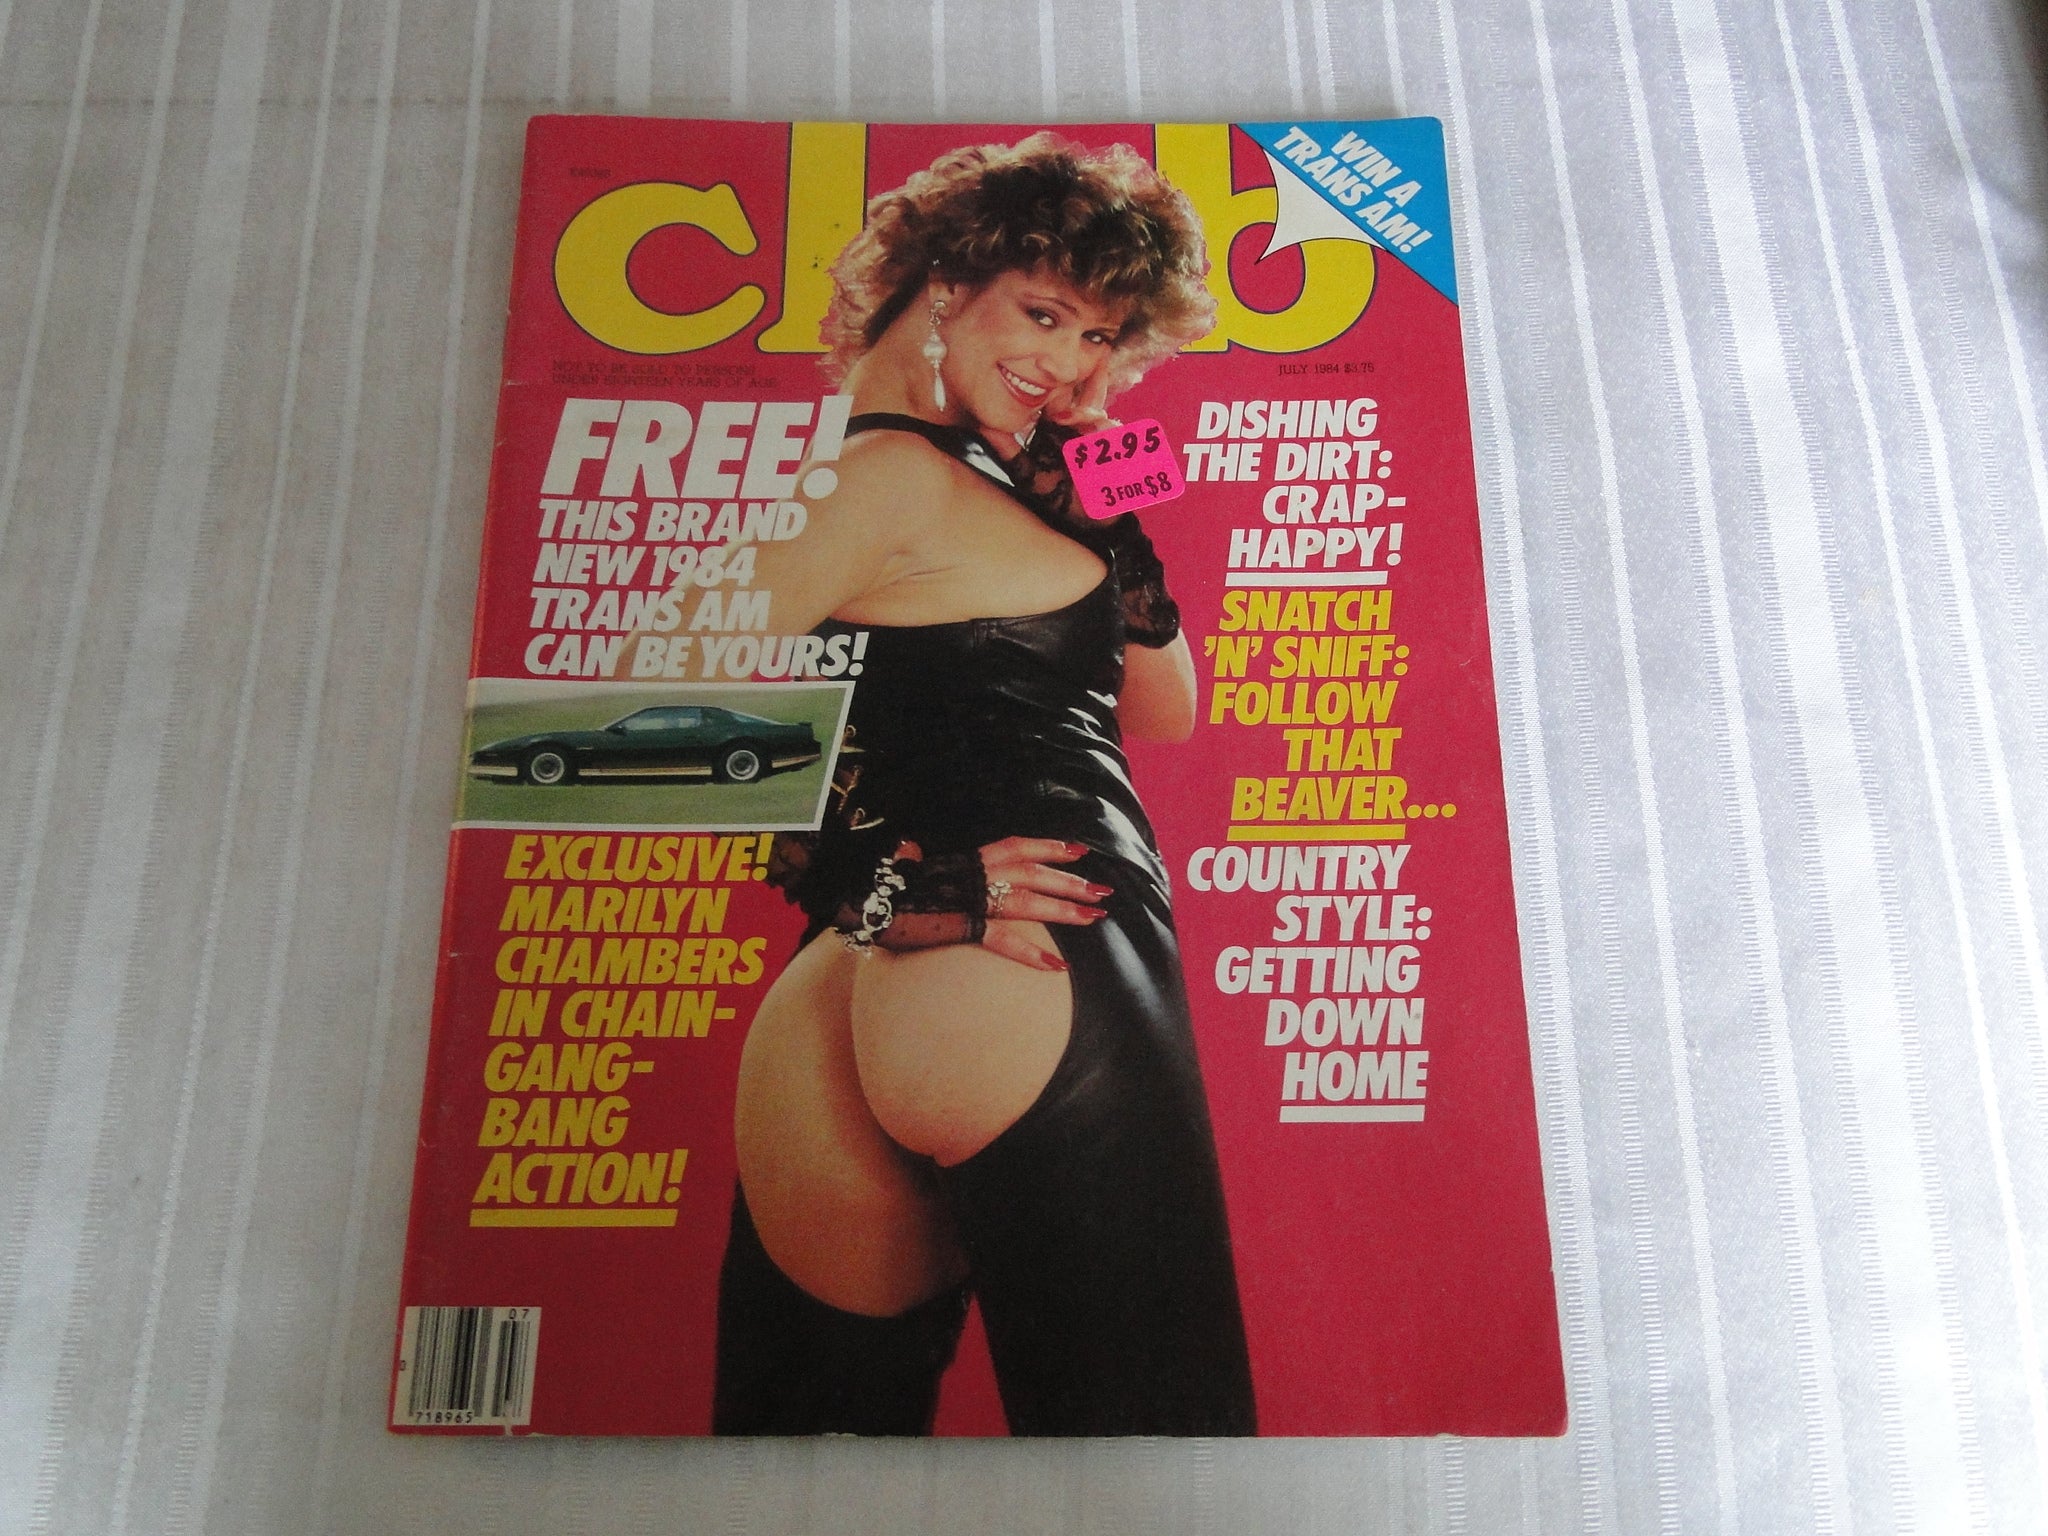 club
WIN A
TRANS AM!
NOT TO BE SOLD TO PERSONS
UNDER EIGHTEEN YEARS OF AGE
JULY 1984 $3.75
FREE!
THIS BRAND
NEW 1984
TRANS AM
CAN BE YOURS!
EXCLUSIVE!
MARILYN
CHAMBERS
IN CHAIN-
GANG-
BANG
ACTION!
$2.95
3 FOR $8
DISHING
THE DIRT:
CRAP-
HAPPY!
SNATCH
'N' SNIFF:
FOLLOW
THAT
BEAVER...
COUNTRY
STYLE:
GETTING
DOWN
HOME
07
718965